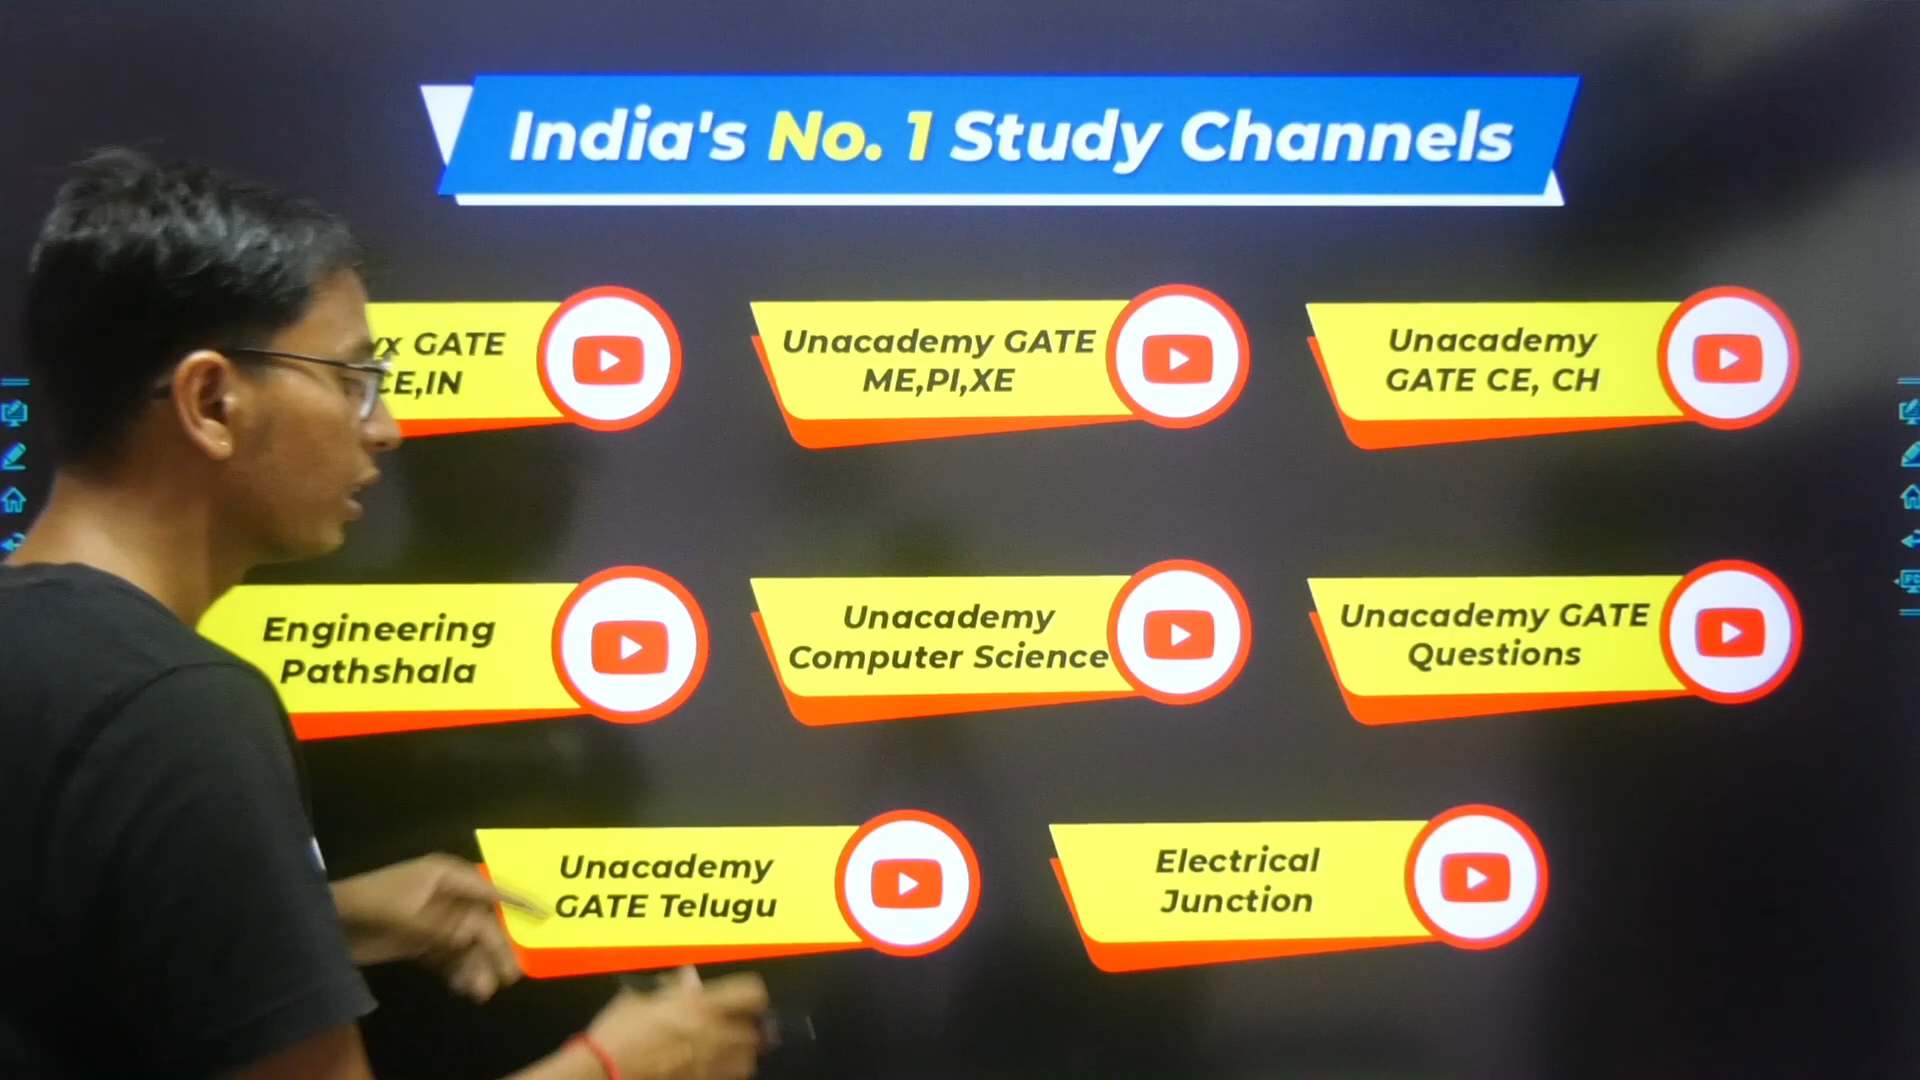 India's No. 1 Study Channels
GATE
CE,IN
Unacademy GATE
ME,PI,XE
Unacademy
GATE CE, CH
Engineering
Pathshala
Unacademy
Computer Science
Unacademy GATE
Questions
Unacademy
GATE Telugu
Electrical
Junction